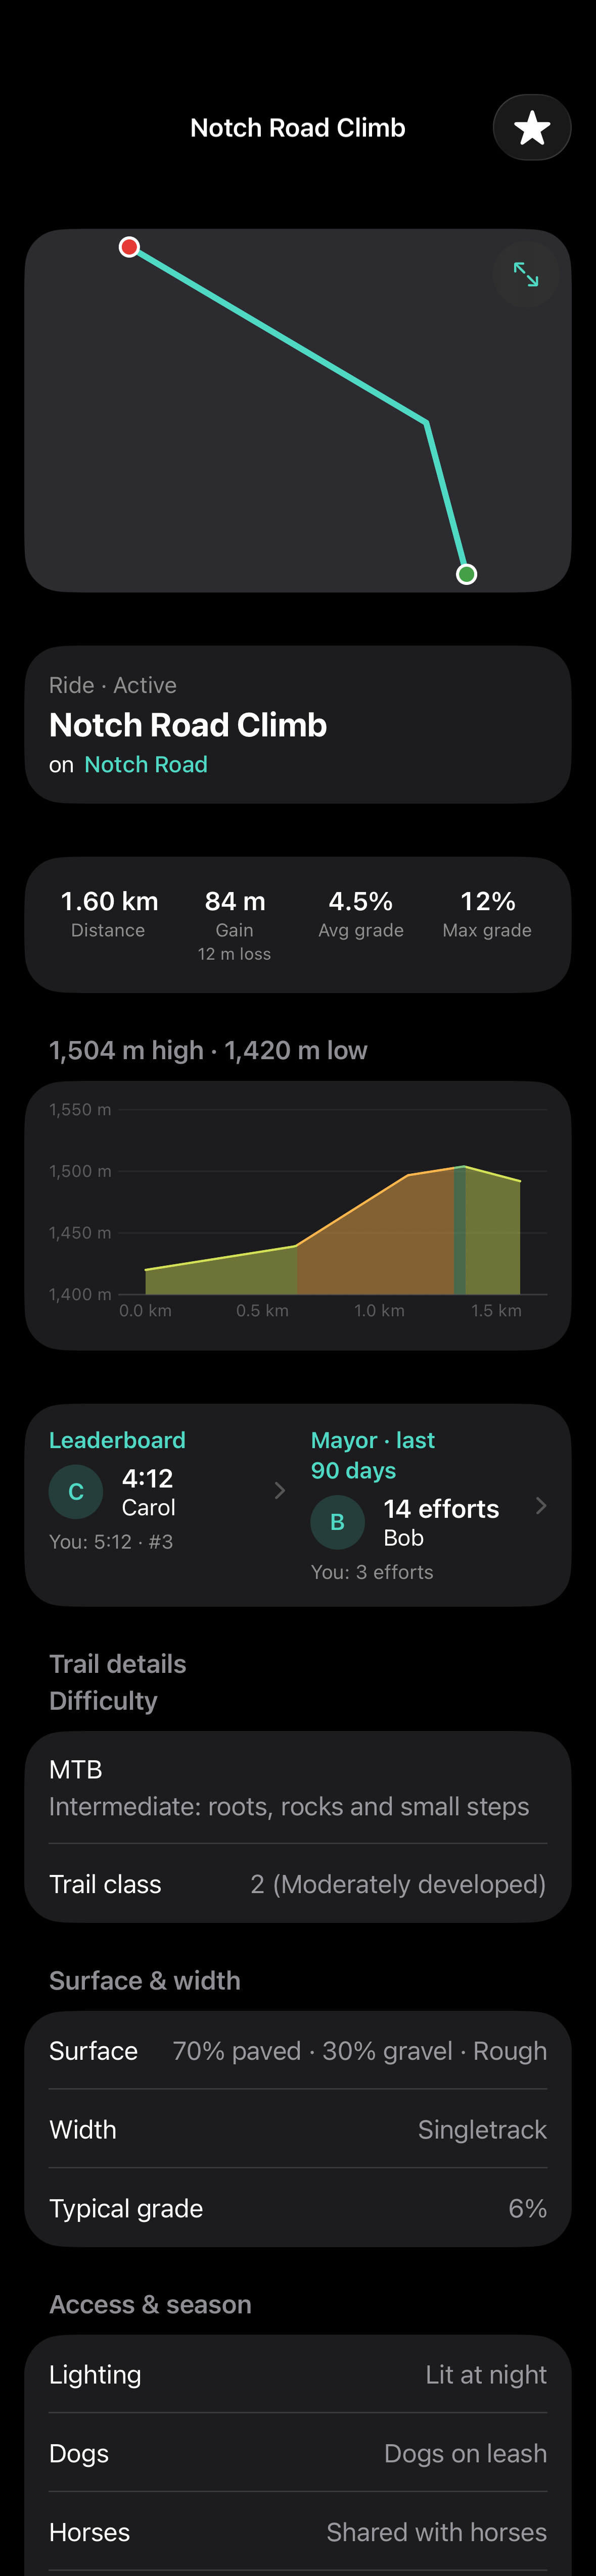 Notch Road Climb
Ride · Active
Notch Road Climb
on Notch Road
1.60 km
Distance
84 m
Gain
12 m loss
4.5%
Avg grade
12%
Max grade
1,504 m high · 1,420 m low
1,550 m
1,500 m
1,450 m
1,400 m
0.0 km
0.5 km
1.0 km
1.5 km
Leaderboard
C
4:12
Carol
You: 5:12 · #3
Mayor · last
90 days
B
14 efforts
Bob
You: 3 efforts
Trail details
Difficulty
MTB
Intermediate: roots, rocks and small steps
Trail class 2 (Moderately developed)
Surface & width
Surface 70% paved · 30% gravel · Rough
Width Singletrack
Typical grade 6%
Access & season
Lighting Lit at night
Dogs Dogs on leash
Horses Shared with horses